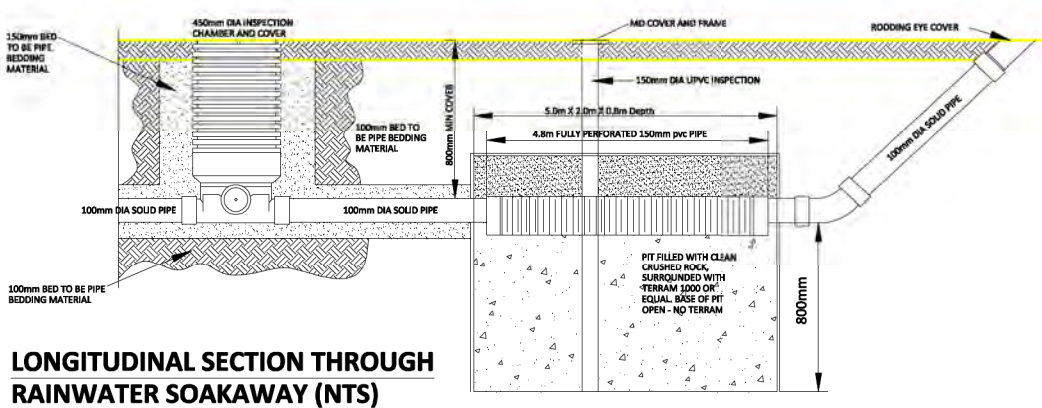 450mm DIA INSPECTION
CHAMBER AND COVER
MD COVER AND FRAME
RODDING EYE COVER
150mm BED
TO BE PIPE
BEDDING
MATERIAL
150mm DIA UPVC INSPECTION
800mm MIN COVER
5.0m X 2.0m X 0.8m Depth
4.8m FULLY PERFORATED 150mm pvc PIPE
100mm DIA SOLID PIPE
100mm BED TO
BE PIPE BEDDING
MATERIAL
100mm DIA SOLID PIPE
100mm DIA SOLID PIPE
PIT FILLED WITH CLEAN
CRUSHED ROCK,
SURROUNDED WITH
TERRAM 1000 OR
EQUAL. BASE OF PIT
OPEN - NO TERRAM
800mm
100mm BED TO BE PIPE
BEDDING MATERIAL
LONGITUDINAL SECTION THROUGH
RAINWATER SOAKAWAY (NTS)